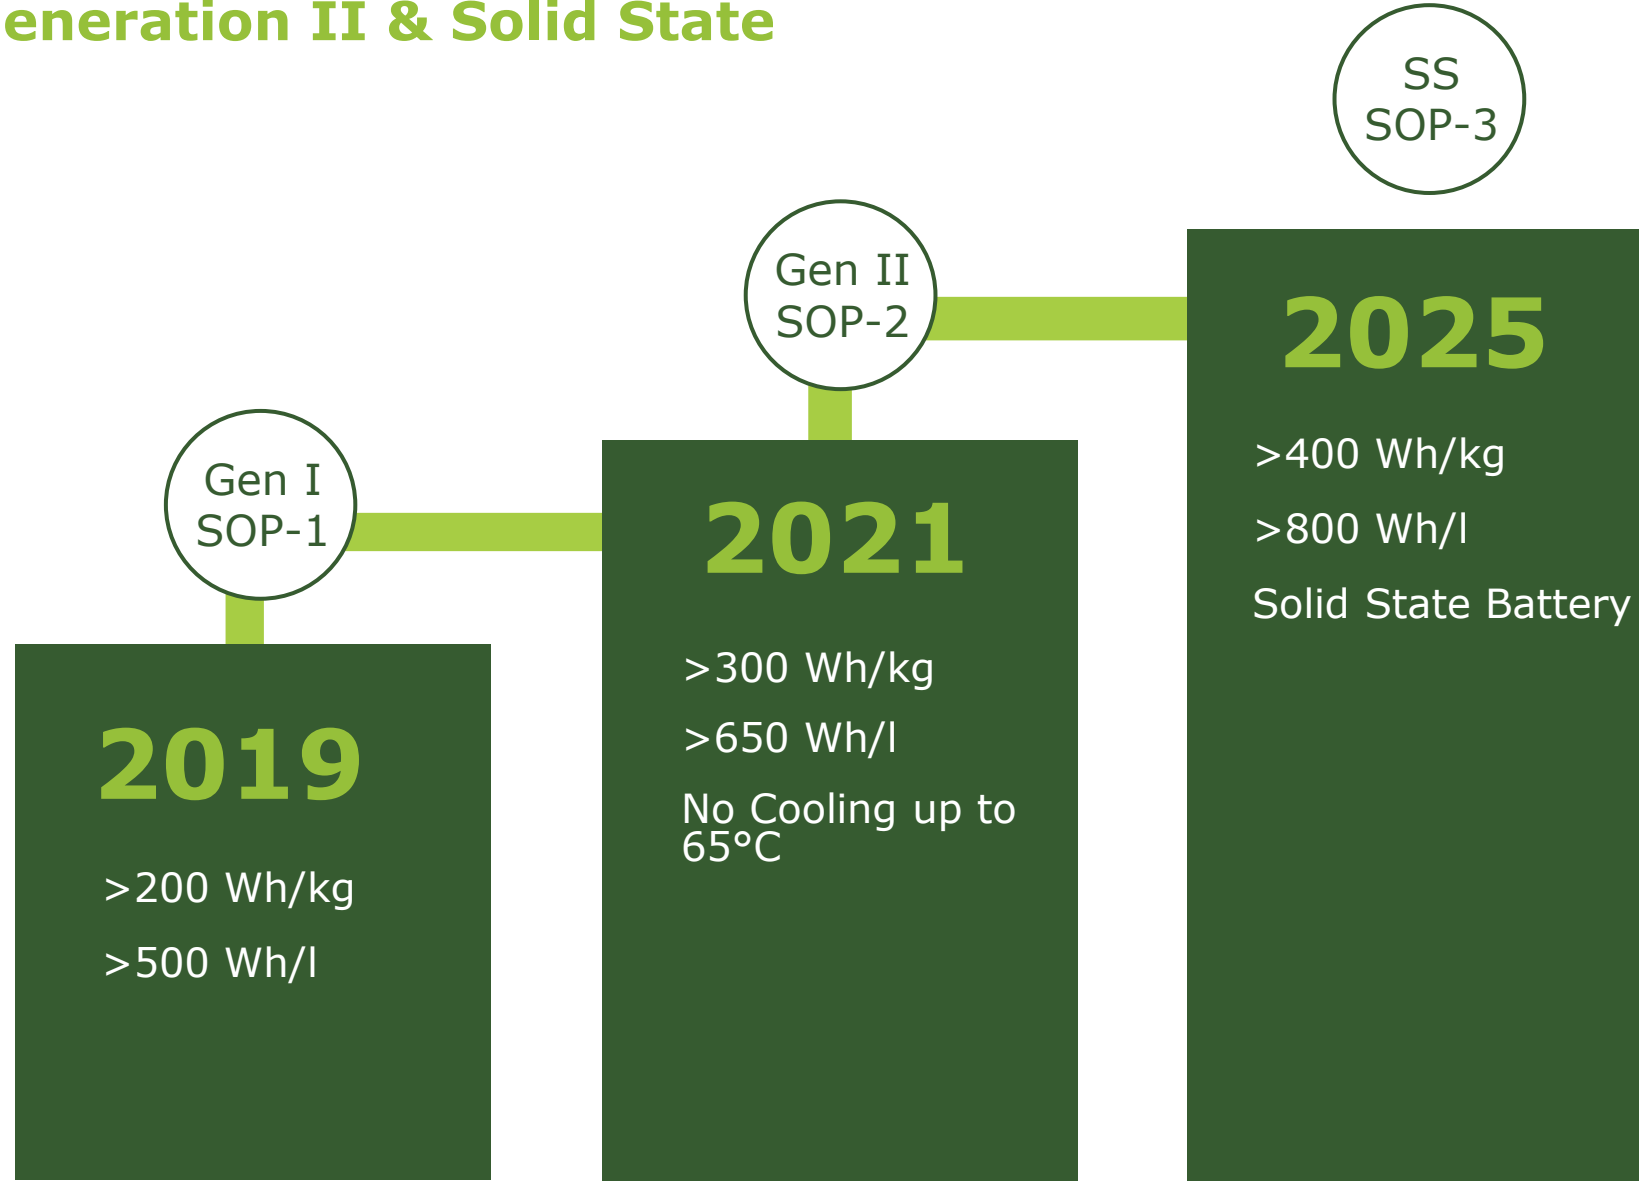 eneration II & Solid State
SS
SOP-3
Gen II
SOP-2
Gen I
SOP-1
2019
>200 Wh/kg
>500 Wh/l
2021
>300 Wh/kg
>650 Wh/l
No Cooling up to
65°C
2025
>400 Wh/kg
>800 Wh/l
Solid State Battery